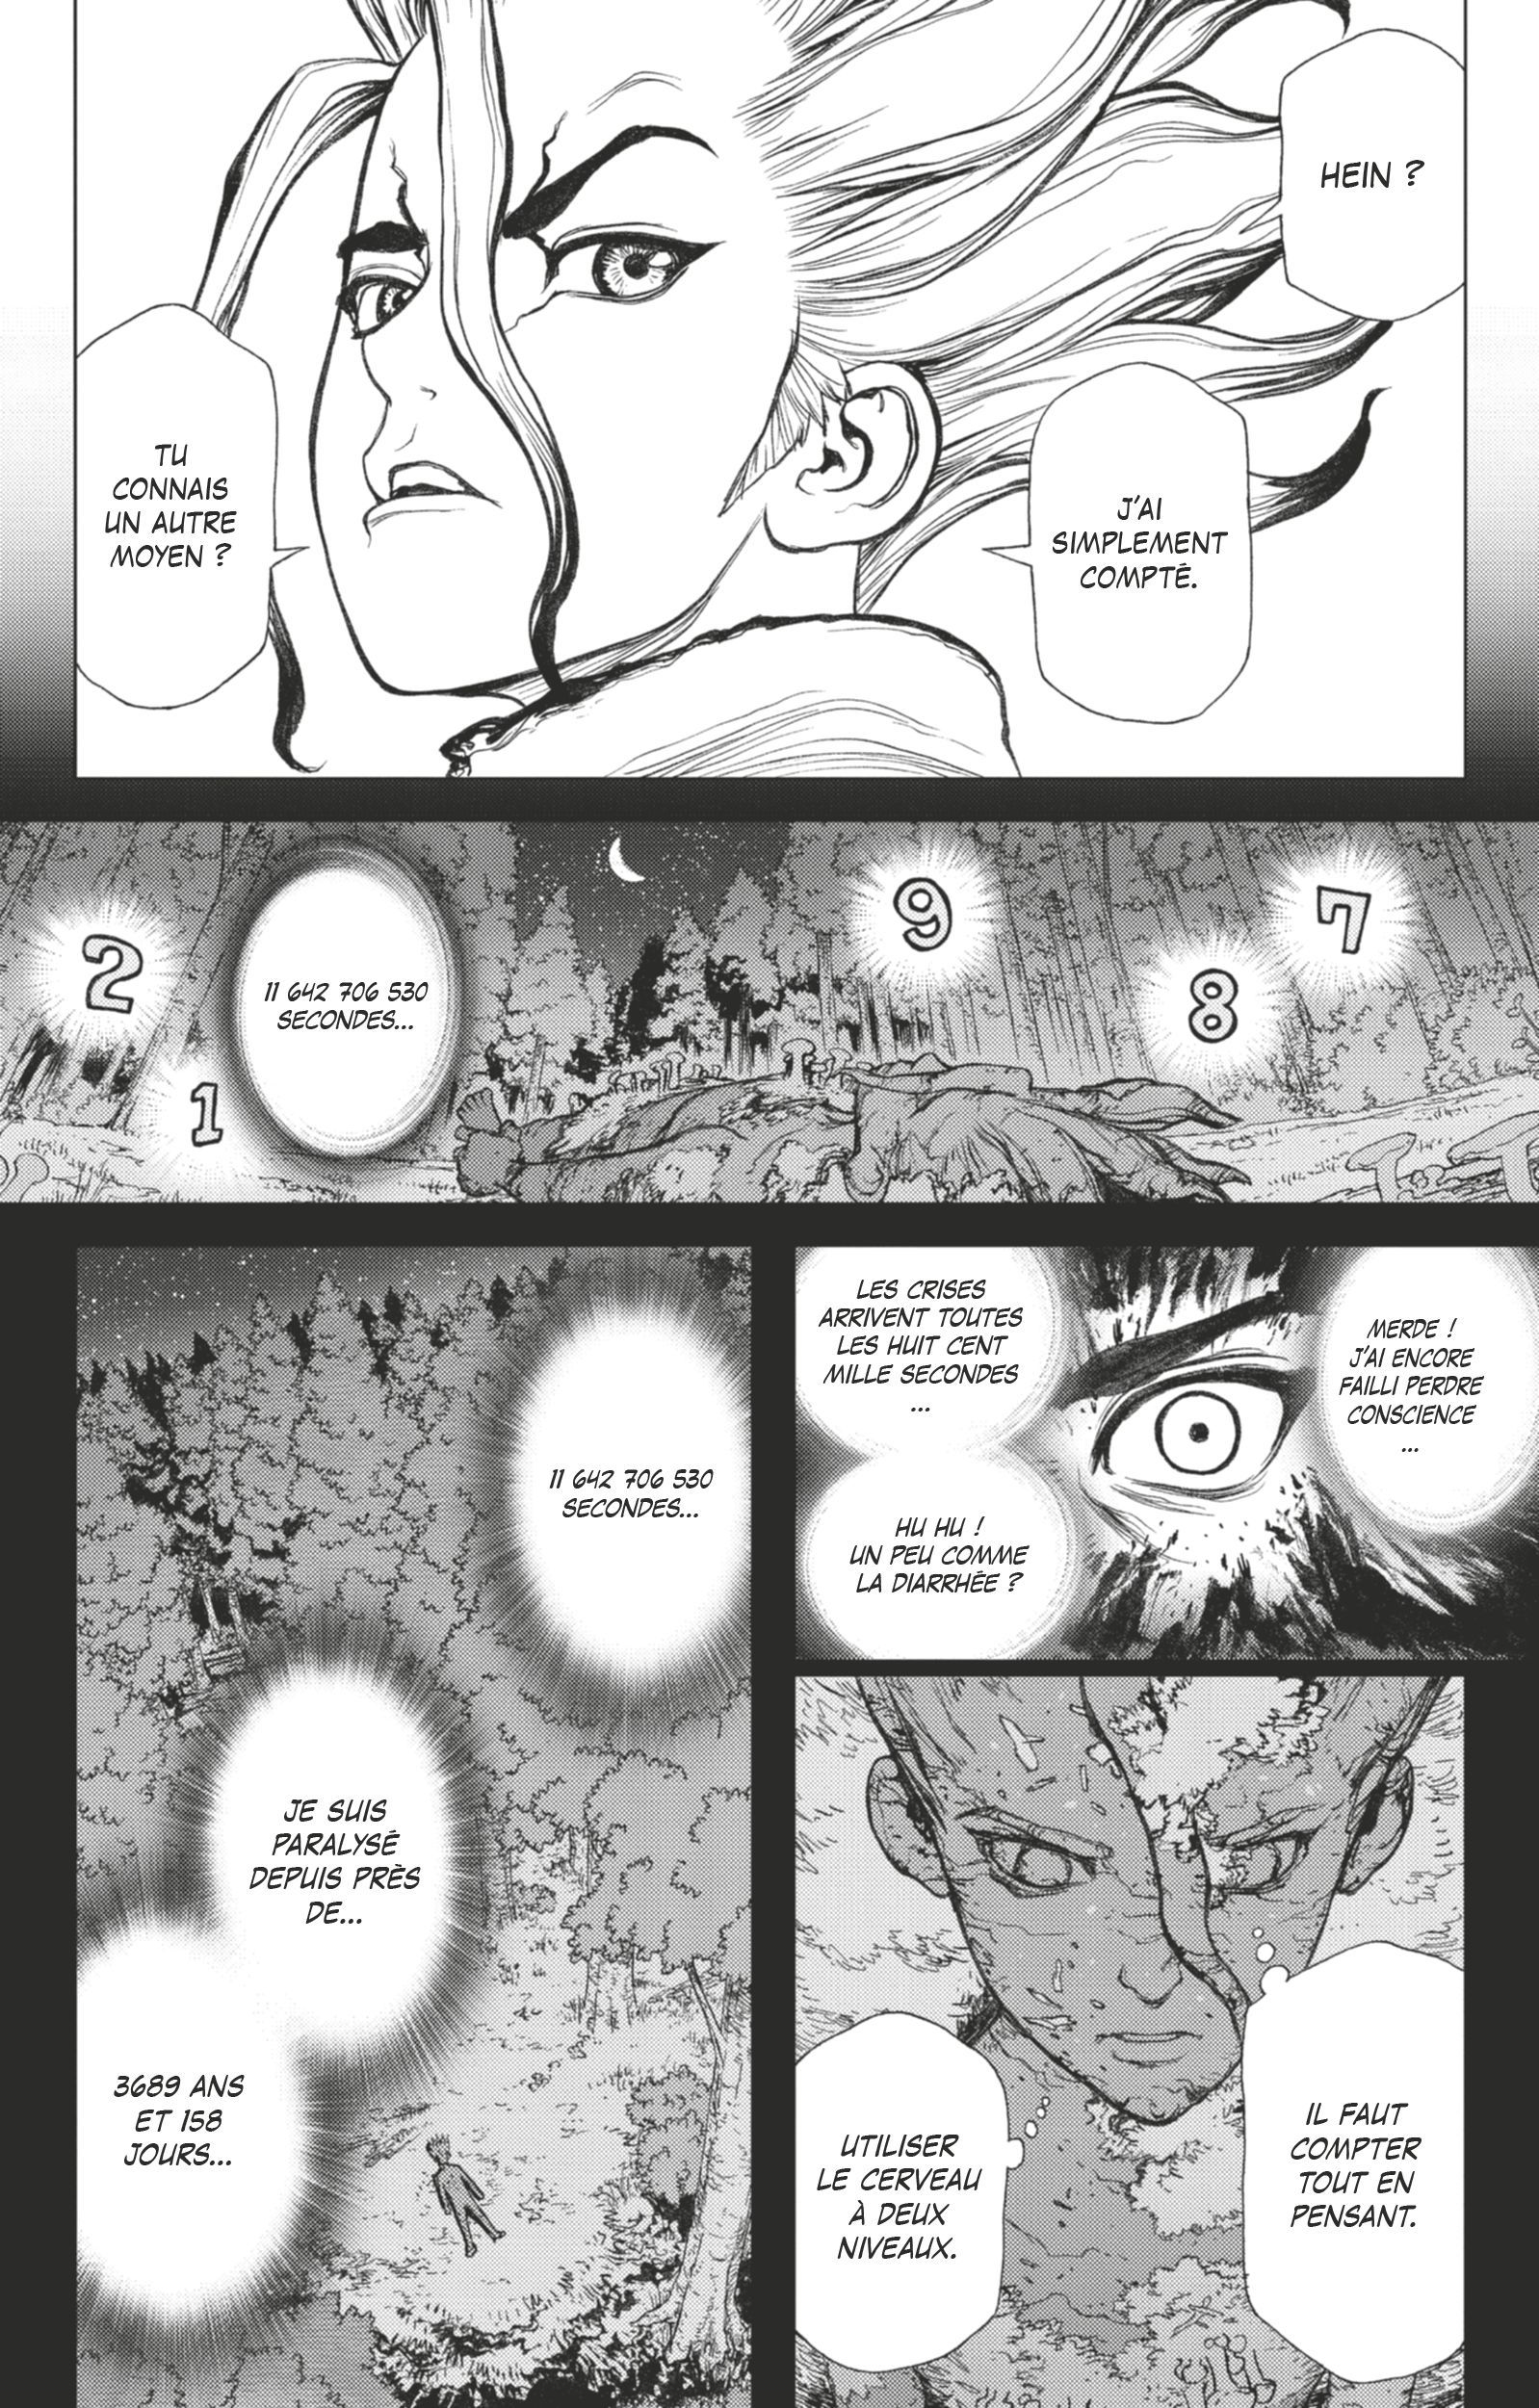 HEIN ?
J'AI
SIMPLEMENT
COMPTÉ.
TU
CONNAIS
UN AUTRE
MOYEN ?
7
8
9
11 642 706 530
SECONDES...
1
2
MERDE !
J'AI ENCORE
FAILLI PERDRE
CONSCIENCE
...
LES CRISES
ARRIVENT TOUTES
LES HUIT CENT
MILLE SECONDES
...
HU HU !
UN PEU COMME
LA DIARRHÉE ?
IL FAUT
COMPTER
TOUT EN
PENSANT.
UTILISER
LE CERVEAU
À DEUX
NIVEAUX.
11 642 706 530
SECONDES...
JE SUIS
PARALYSÉ
DEPUIS PRÈS
DE...
3689 ANS
ET 158
JOURS...